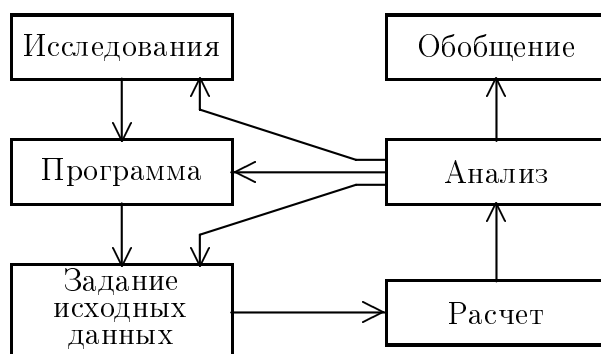 Исследования
Обобщение
Программа
Анализ
Задание
исходных
данных
Расчет